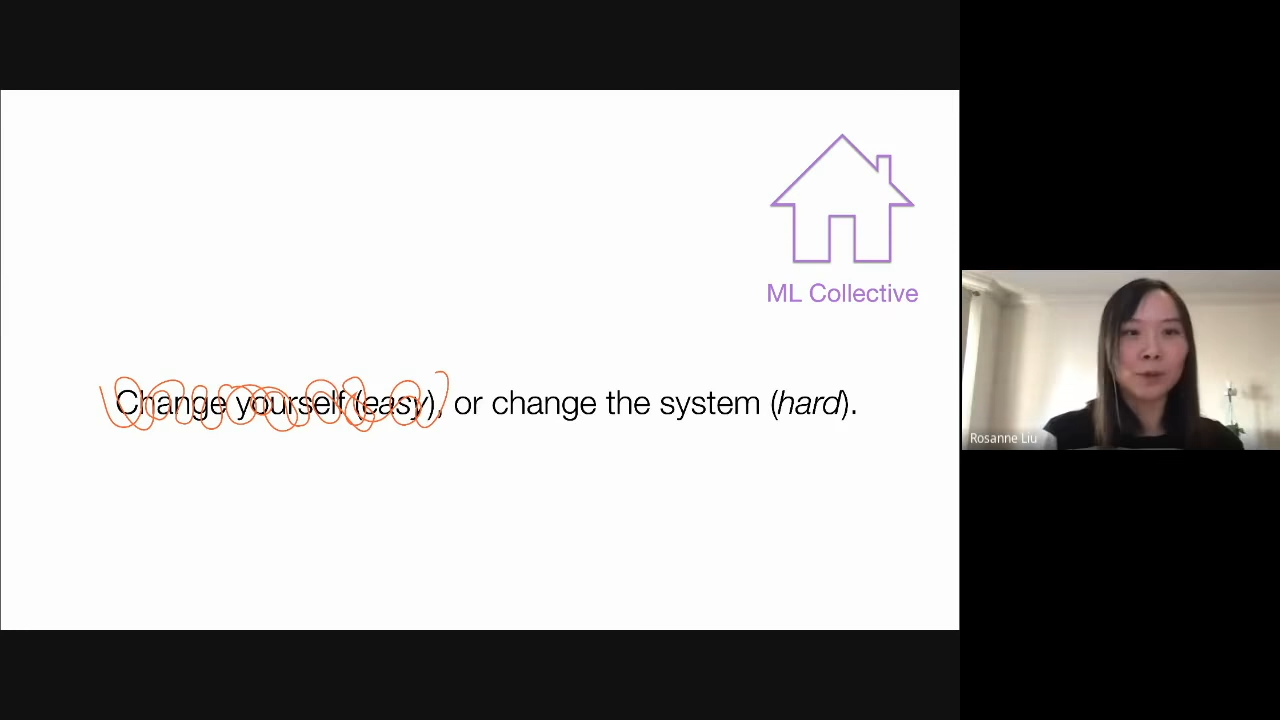 ML Collective
Change yourself (easy), or change the system (hard).
Rosanne Liu